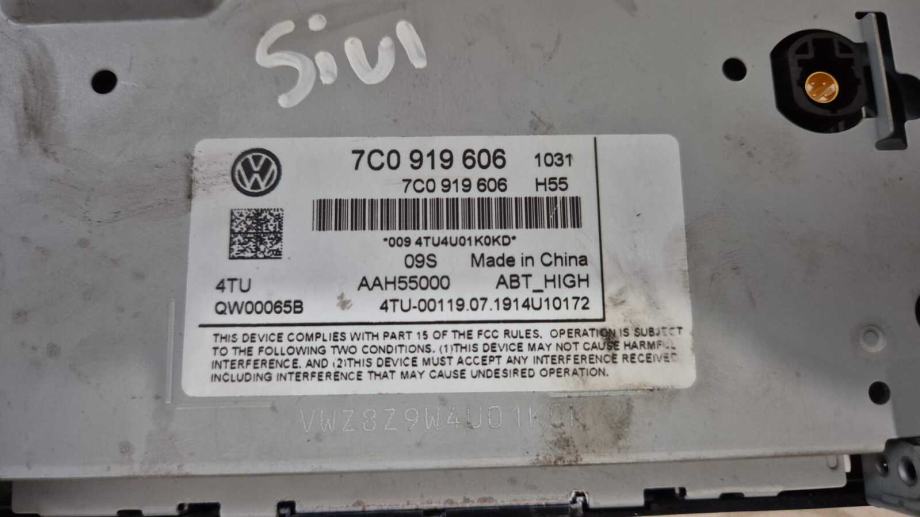 Sivi
7C0 919 606 1031
7C0 919 606 H55
*009 4TU4U01K0KD*
09S Made in China
4TU AAH55000 ABT_HIGH
QW00065B 4TU-00119.07.1914U10172
THIS DEVICE COMPLIES WITH PART 15 OF THE FCC RULES. OPERATION IS SUBJECT
TO THE FOLLOWING TWO CONDITIONS. (1)THIS DEVICE MAY NOT CAUSE HARMFUL
INTERFERENCE. AND (2)THIS DEVICE MUST ACCEPT ANY INTERFERENCE RECEIVED
INCLUDING INTERFERENCE THAT MAY CAUSE UNDESIRED OPERATION.